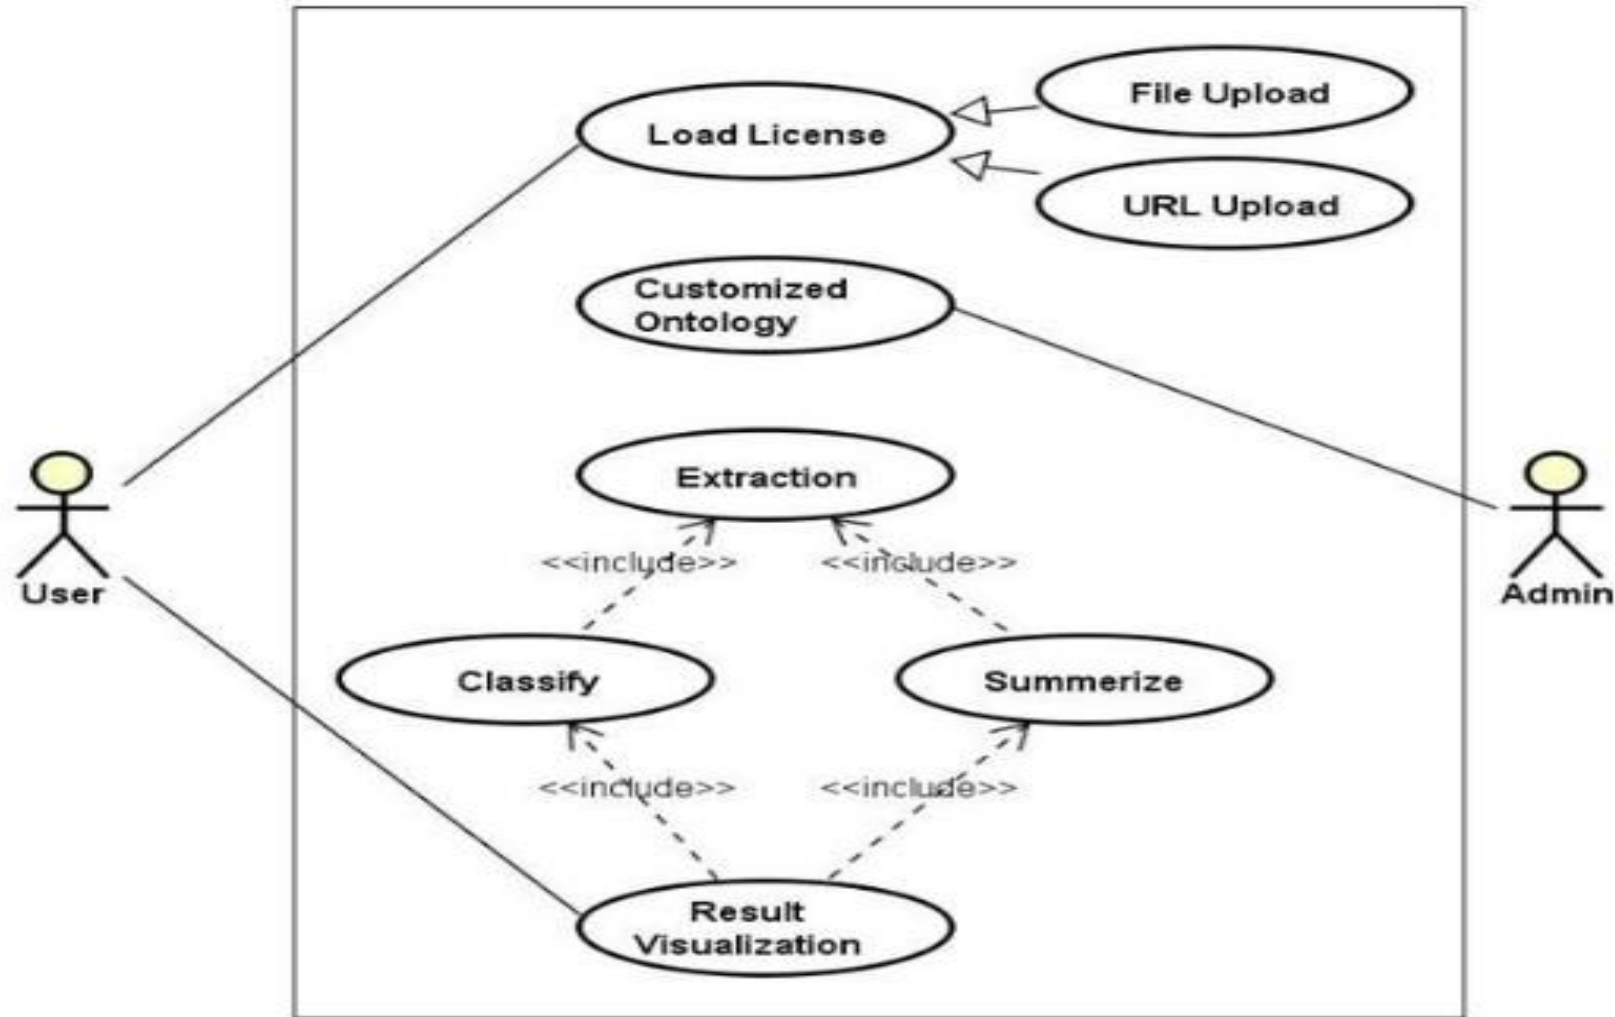 File Upload
Load License
URL Upload
Customized
Ontology
Extraction
<<include>> <<include>>
User
Admin
Classify
Summerize
<<include>> <<include>>
Result
Visualization